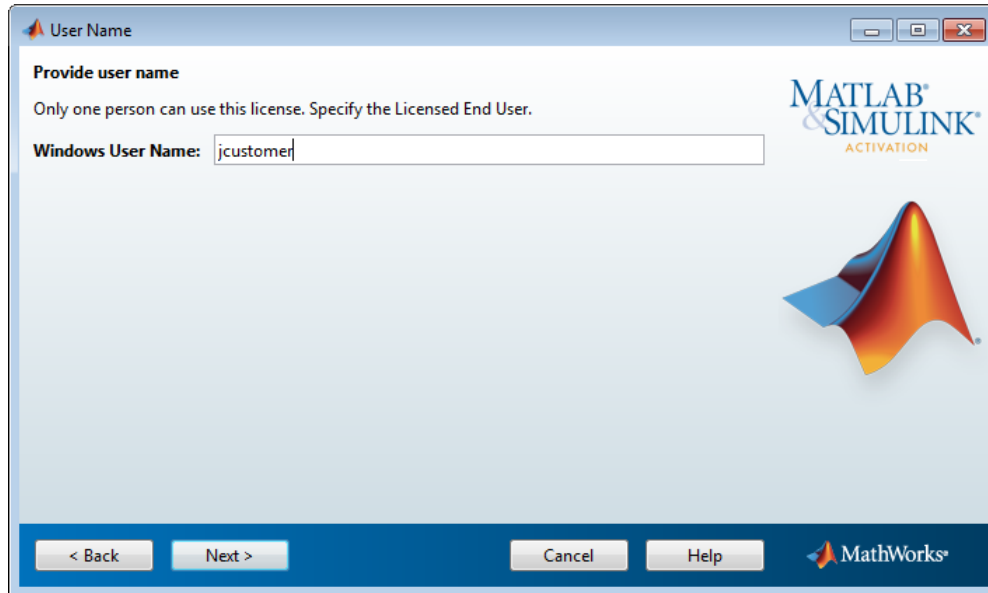 User Name
Provide user name
Only one person can use this license. Specify the Licensed End User.
Windows User Name: jcustomer
MATLAB®
&SIMULINK®
ACTIVATION
®
< Back Next > Cancel Help MathWorks®